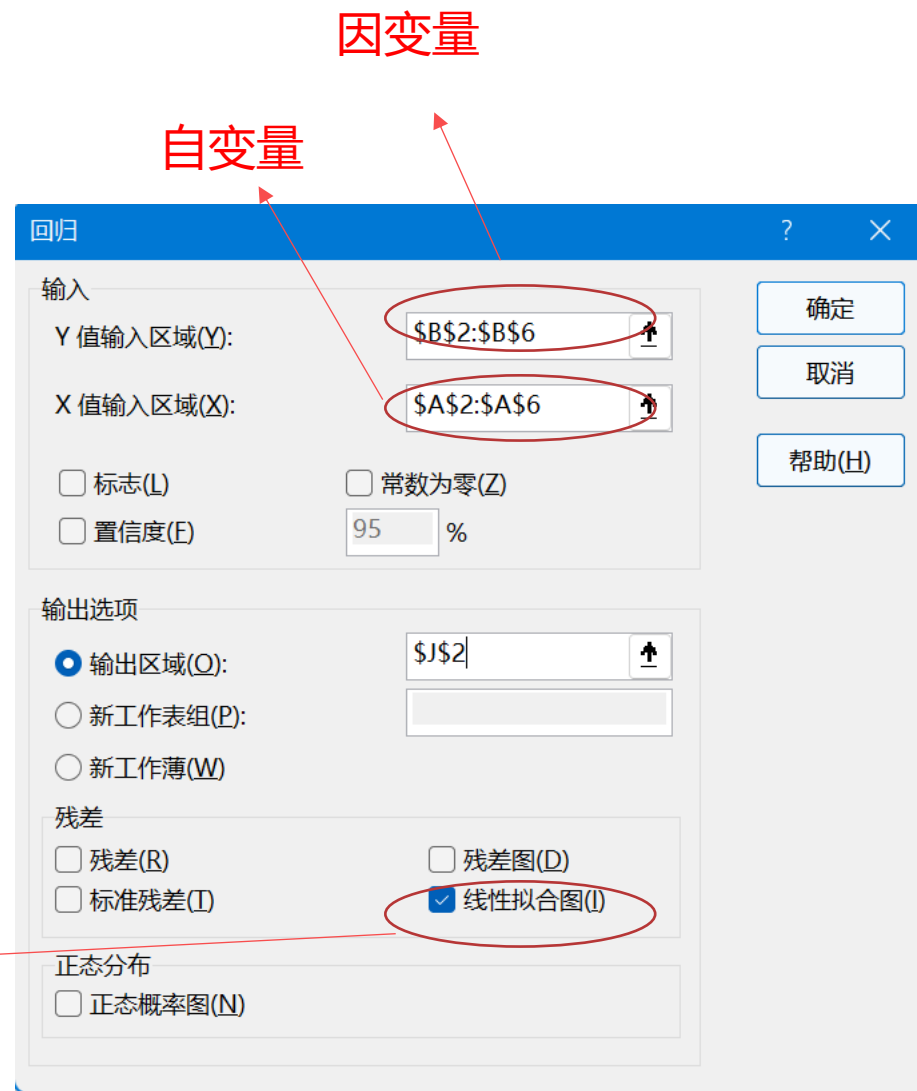 因变量
自变量
回归
输入
Y 值输入区域(Y):
$B$2:$B$6
X 值输入区域(X):
$A$2:$A$6
标志(L)
常数为零(Z)
置信度(F)
95
%
确定
取消
帮助(H)
输出选项
输出区域(O):
$J$2
新工作表组(P):
新工作薄(W)
残差
残差(R)
残差图(D)
标准残差(T)
线性拟合图(I)
正态分布
正态概率图(N)